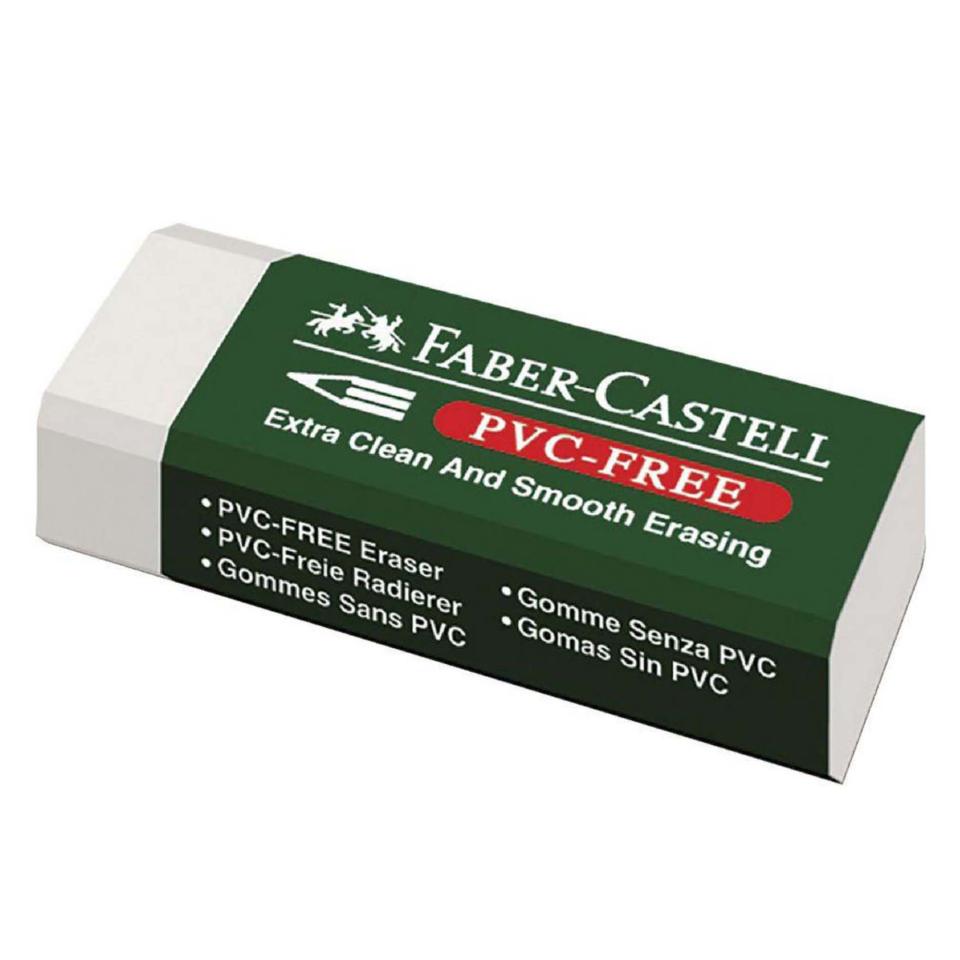 FABER-CASTELL
PVC-FREE
Extra Clean And Smooth Erasing
• PVC-FREE Eraser
• PVC-Freie Radierer
• Gommes Sans PVC
• Gomme Senza PVC
• Gomas Sin PVC